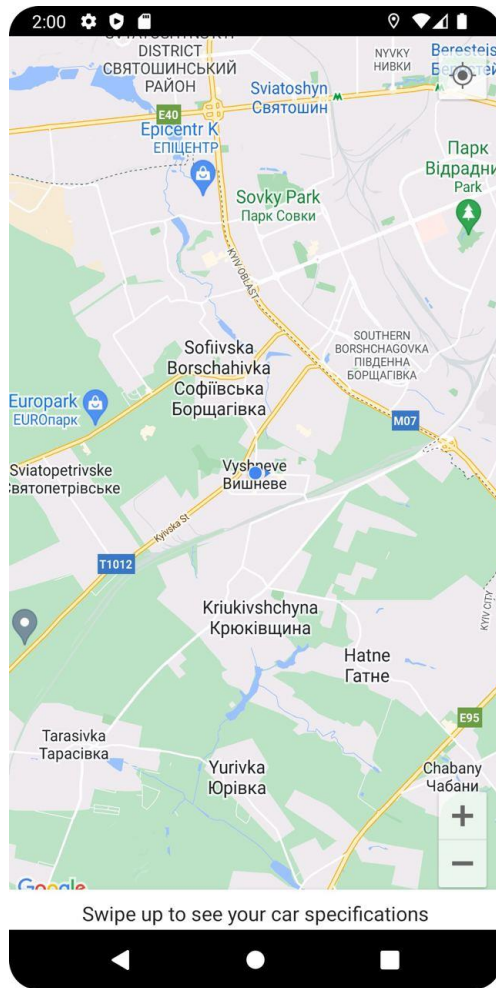 2:00
DISTRICT
СВЯТОШИНСЬКИЙ
РАЙОН
NYVKY
НИВКИ
Sviatoshyn
Святошин
E40
Epicentr K
ЕПІЦЕНТР
Парк
Park
Sovky Park
Парк Совки
KYIV OBLAST
SOUTHERN
BORSHCHAGOVKA
ПІВДЕННА
БОРЩАГІВКА
Sofiivska
Borschahivka
Софіївська
Борщагівка
Europark
EUROпарк
M07
Vyshneve
Вишневе
Sviatopetrivske
Kyivska St
T1012
Kriukivshchyna
Крюківщина
KYIV CITY
Hatne
Гатне
E95
Tarasivka
Тарасівка
Yurivka
Юрівка
Chabany
Чабани
+
−
Google
Swipe up to see your car specifications